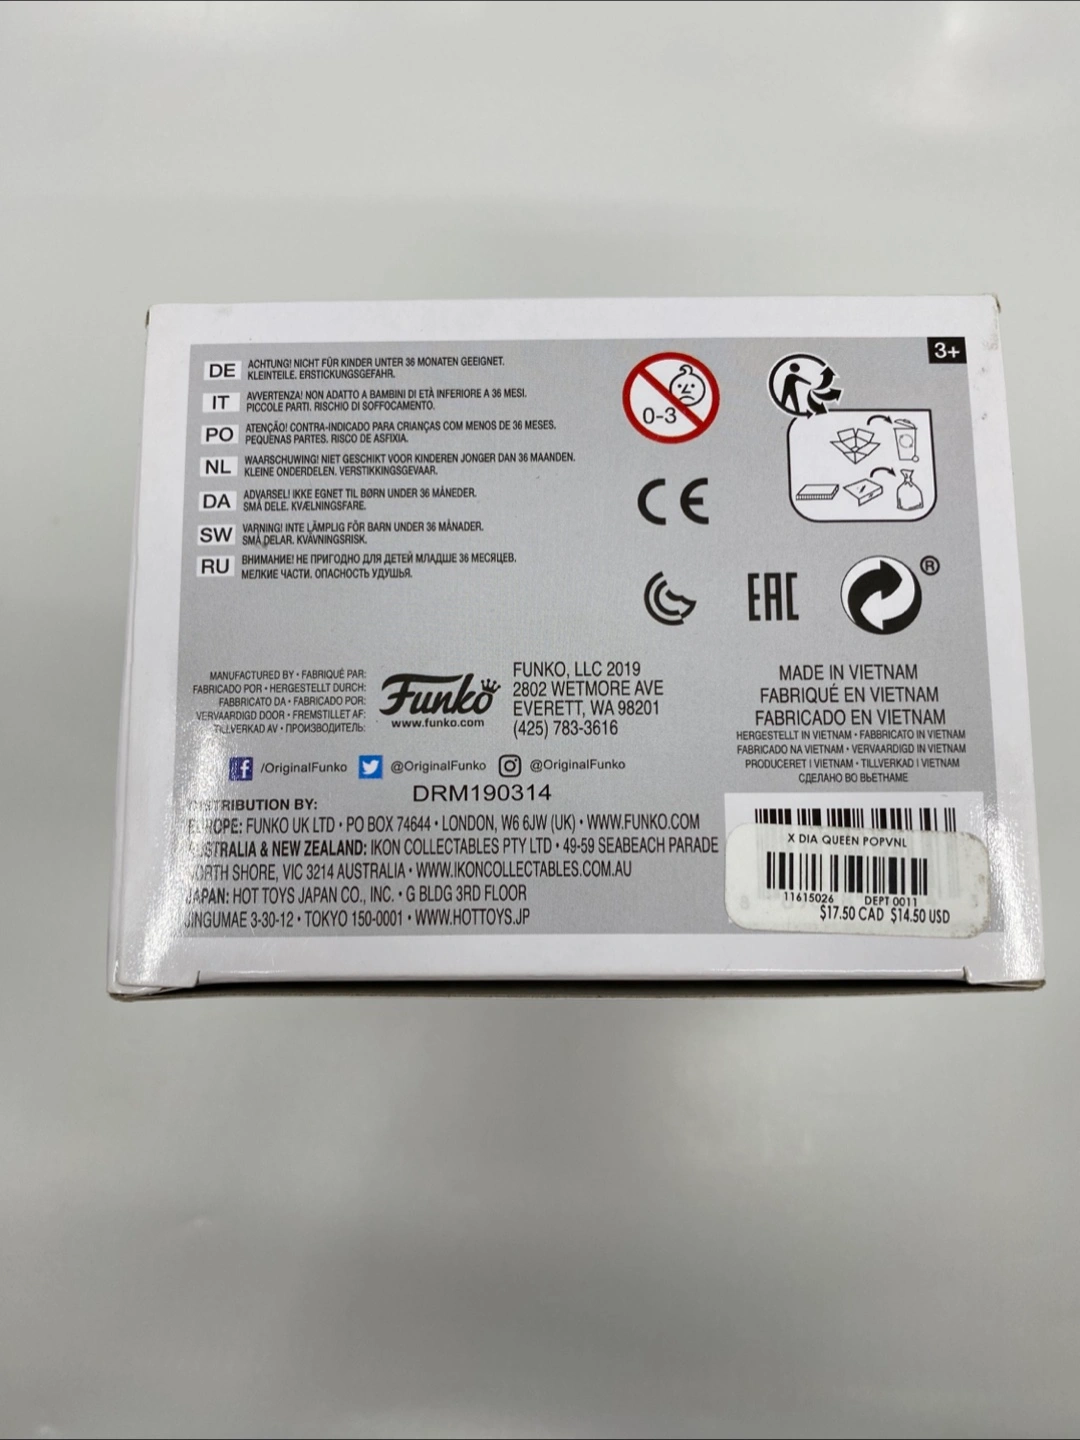 3+
DE ACHTUNG! NICHT FÜR KINDER UNTER 36 MONATEN GEEIGNET.
KLEINTEILE. ERSTICKUNGSGEFAHR.
IT AVVERTENZA! NON ADATTO A BAMBINI DI ETÀ INFERIORE A 36 MESI.
PICCOLE PARTI. RISCHIO DI SOFFOCAMENTO.
PO ATENÇÃO! CONTRA-INDICADO PARA CRIANÇAS COM MENOS DE 36 MESES.
PEQUENAS PARTES. RISCO DE ASFIXIA.
NL WAARSCHUWING! NIET GESCHIKT VOOR KINDEREN JONGER DAN 36 MAANDEN.
KLEINE ONDERDELEN. VERSTIKKINGSGEVAAR.
DA ADVARSEL! IKKE EGNET TIL BØRN UNDER 36 MÅNEDER.
SMÅ DELE. KVÆLNINGSFARE.
SW VARNING! INTE LÄMPLIG FÖR BARN UNDER 36 MÅNADER.
SMÅ DELAR. KVÄVNINGSRISK.
RU ВНИМАНИЕ! НЕ ПРИГОДНО ДЛЯ ДЕТЕЙ МЛАДШЕ 36 МЕСЯЦЕВ.
МЕЛКИЕ ЧАСТИ. ОПАСНОСТЬ УДУШЬЯ.
0-3
CE
EAC
®
MANUFACTURED BY • FABRIQUÉ PAR:
FABRICADO POR • HERGESTELLT DURCH:
FABBRICATO DA • FABRICADO POR:
VERVAARDIGD DOOR • FREMSTILLET AF:
TILLVERKAD AV • ПРОИЗВОДИТЕЛЬ:
Funko
www.funko.com
FUNKO, LLC 2019
2802 WETMORE AVE
EVERETT, WA 98201
(425) 783-3616
MADE IN VIETNAM
FABRIQUÉ EN VIETNAM
FABRICADO EN VIETNAM
HERGESTELLT IN VIETNAM • FABBRICATO IN VIETNAM
FABRICADO NA VIETNAM • VERVAARDIGD IN VIETNAM
PRODUCERET I VIETNAM • TILLVERKAD I VIETNAM
СДЕЛАНО ВО ВЬЕТНАМЕ
/OriginalFunko @OriginalFunko @OriginalFunko
DRM190314
DISTRIBUTION BY:
EUROPE: FUNKO UK LTD • PO BOX 74644 • LONDON, W6 6JW (UK) • WWW.FUNKO.COM
AUSTRALIA & NEW ZEALAND: IKON COLLECTABLES PTY LTD • 49-59 SEABEACH PARADE
NORTH SHORE, VIC 3214 AUSTRALIA • WWW.IKONCOLLECTABLES.COM.AU
JAPAN: HOT TOYS JAPAN CO., INC. • G BLDG 3RD FLOOR
JINGUMAE 3-30-12 • TOKYO 150-0001 • WWW.HOTTOYS.JP
X DIA QUEEN POPVNL
11615026 DEPT 0011
$17.50 CAD $14.50 USD